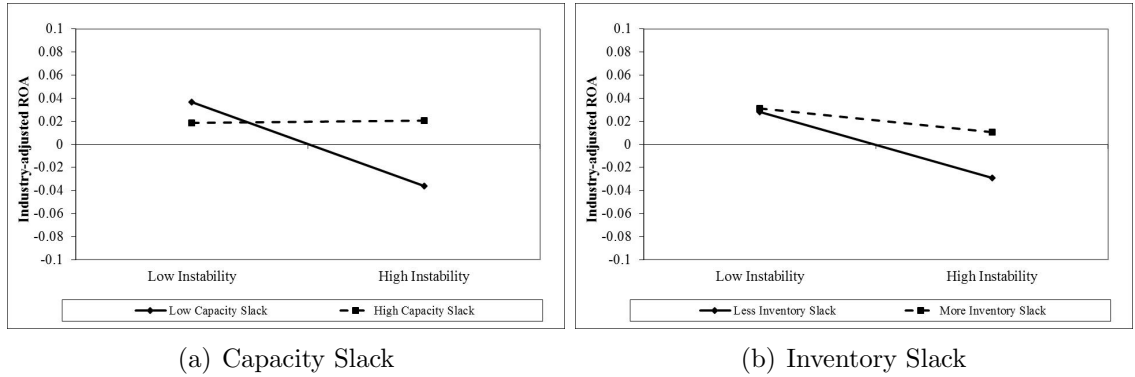 Industry-adjusted ROA
0.1
0.08
0.06
0.04
0.02
0
-0.02
-0.04
-0.06
-0.08
-0.1
Low Instability High Instability
Low Capacity Slack High Capacity Slack
(a) Capacity Slack
Industry-adjusted ROA
0.1
0.08
0.06
0.04
0.02
0
-0.02
-0.04
-0.06
-0.08
-0.1
Low Instability High Instability
Less Inventory Slack More Inventory Slack
(b) Inventory Slack